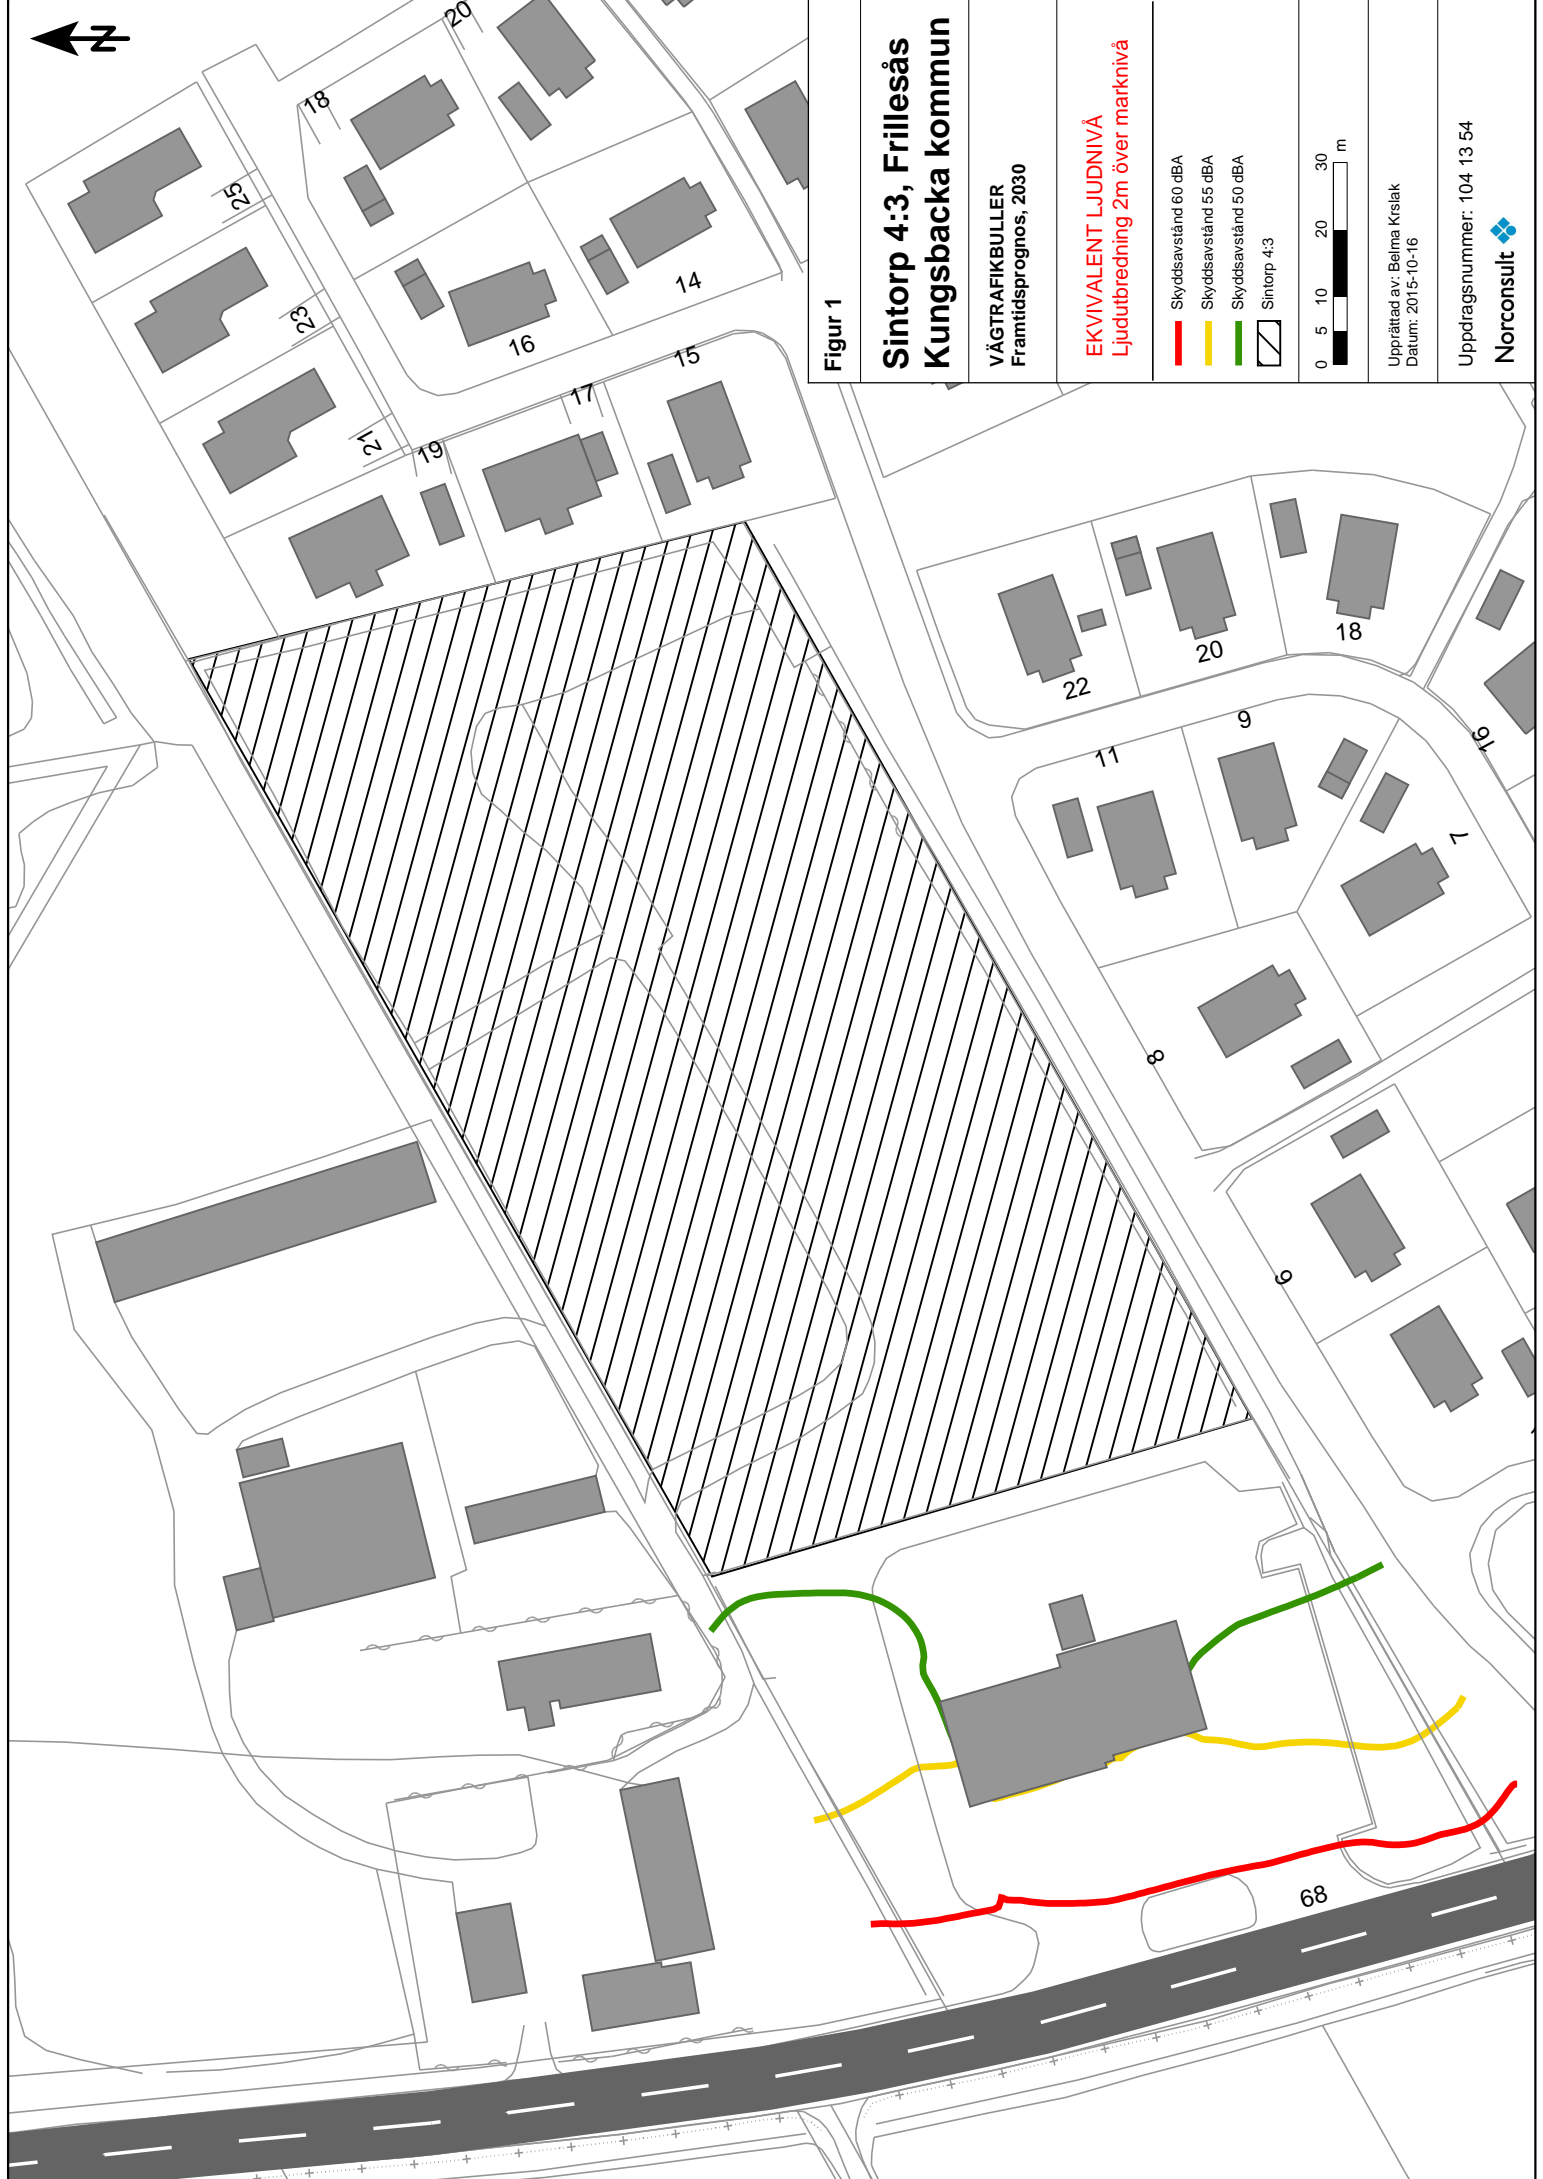 Figur 1
Sintorp 4:3, Frillesås
Kungsbacka kommun
VÄGTRAFIKBULLER
Framtidsprognos, 2030
EKVIVALENT LJUDNIVÅ
Ljudutbredning 2m över marknivå
Skyddsavstånd 60 dBA
Skyddsavstånd 55 dBA
Skyddsavstånd 50 dBA
Sintorp 4:3
0 5 10 20 30
m
Upprättad av: Belma Krslak
Datum: 2015-10-16
Uppdragsnummer: 104 13 54
Norconsult
N
20
18
25
23
21
19
17
16
15
14
22
20
18
11
9
7
16
8
6
68